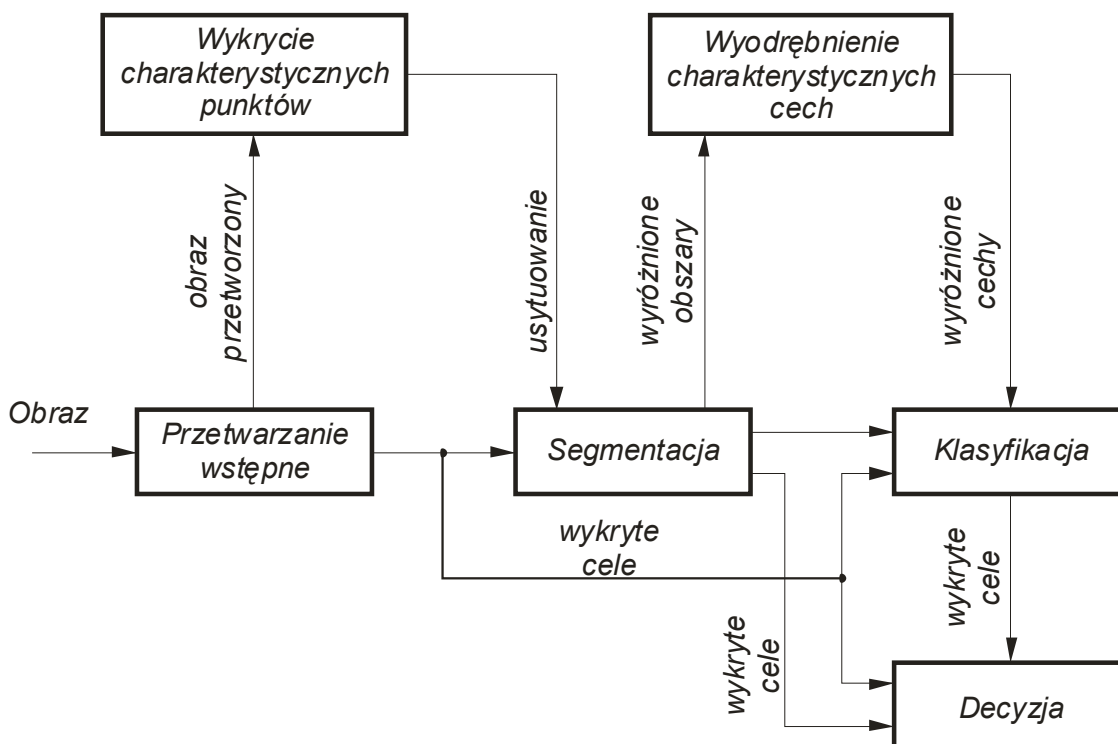 Wykrycie
charakterystycznych
punktów
Wyodrębnienie
charakterystycznych
cech
obraz
przetworzony
usytuowanie
wyróżnione
obszary
wyróżnione
cechy
Obraz
Przetwarzanie
wstępne
Segmentacja
Klasyfikacja
wykryte
cele
wykryte
cele
wykryte
cele
Decyzja